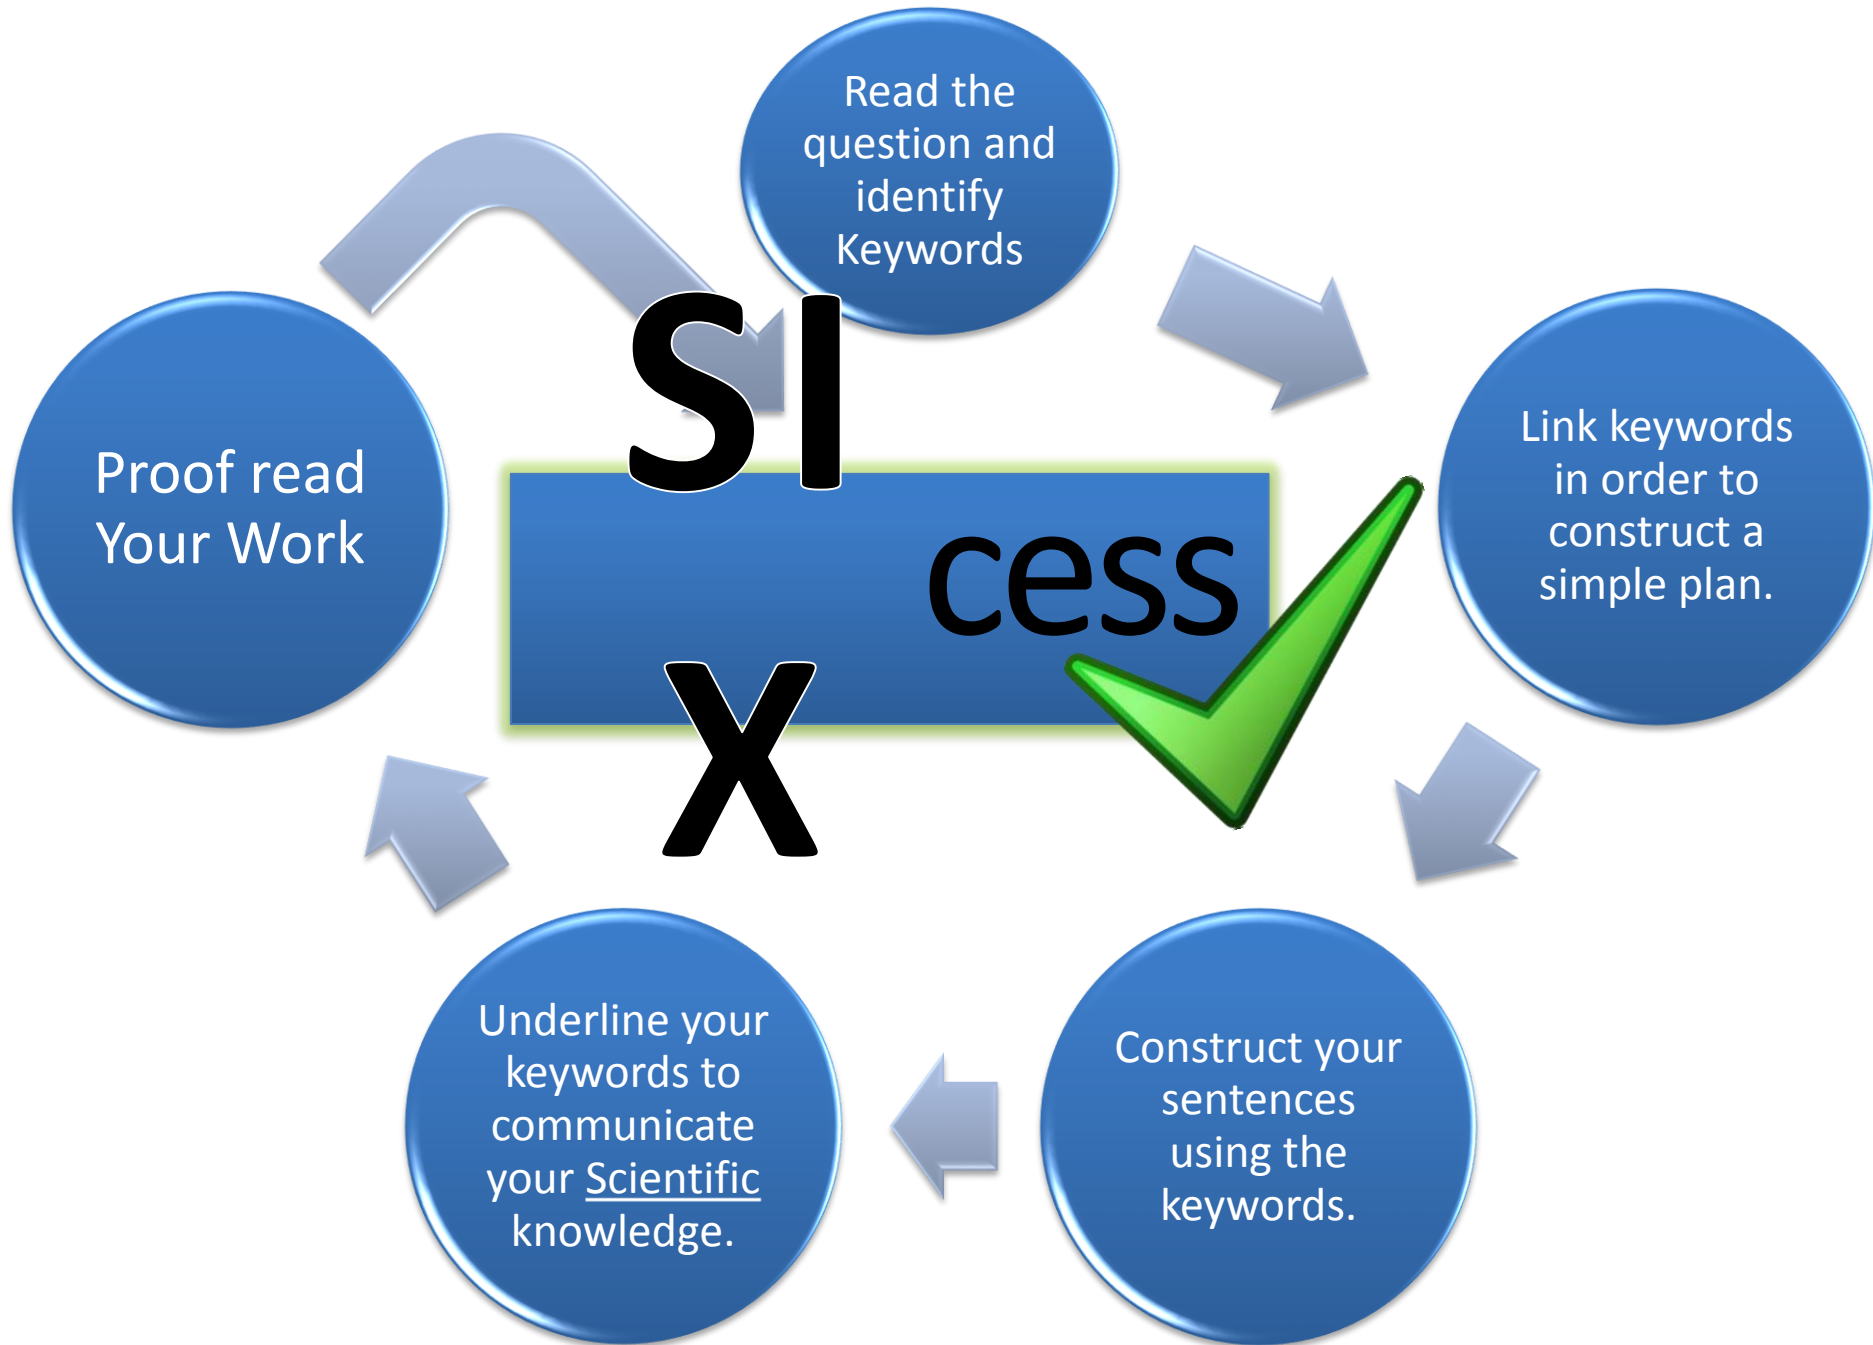 Read the
question and
identify
Keywords
Link keywords
in order to
construct a
simple plan.
Construct your
sentences
using the
keywords.
Underline your
keywords to
communicate
your Scientific
knowledge.
Proof read
Your Work
SI
X
cess